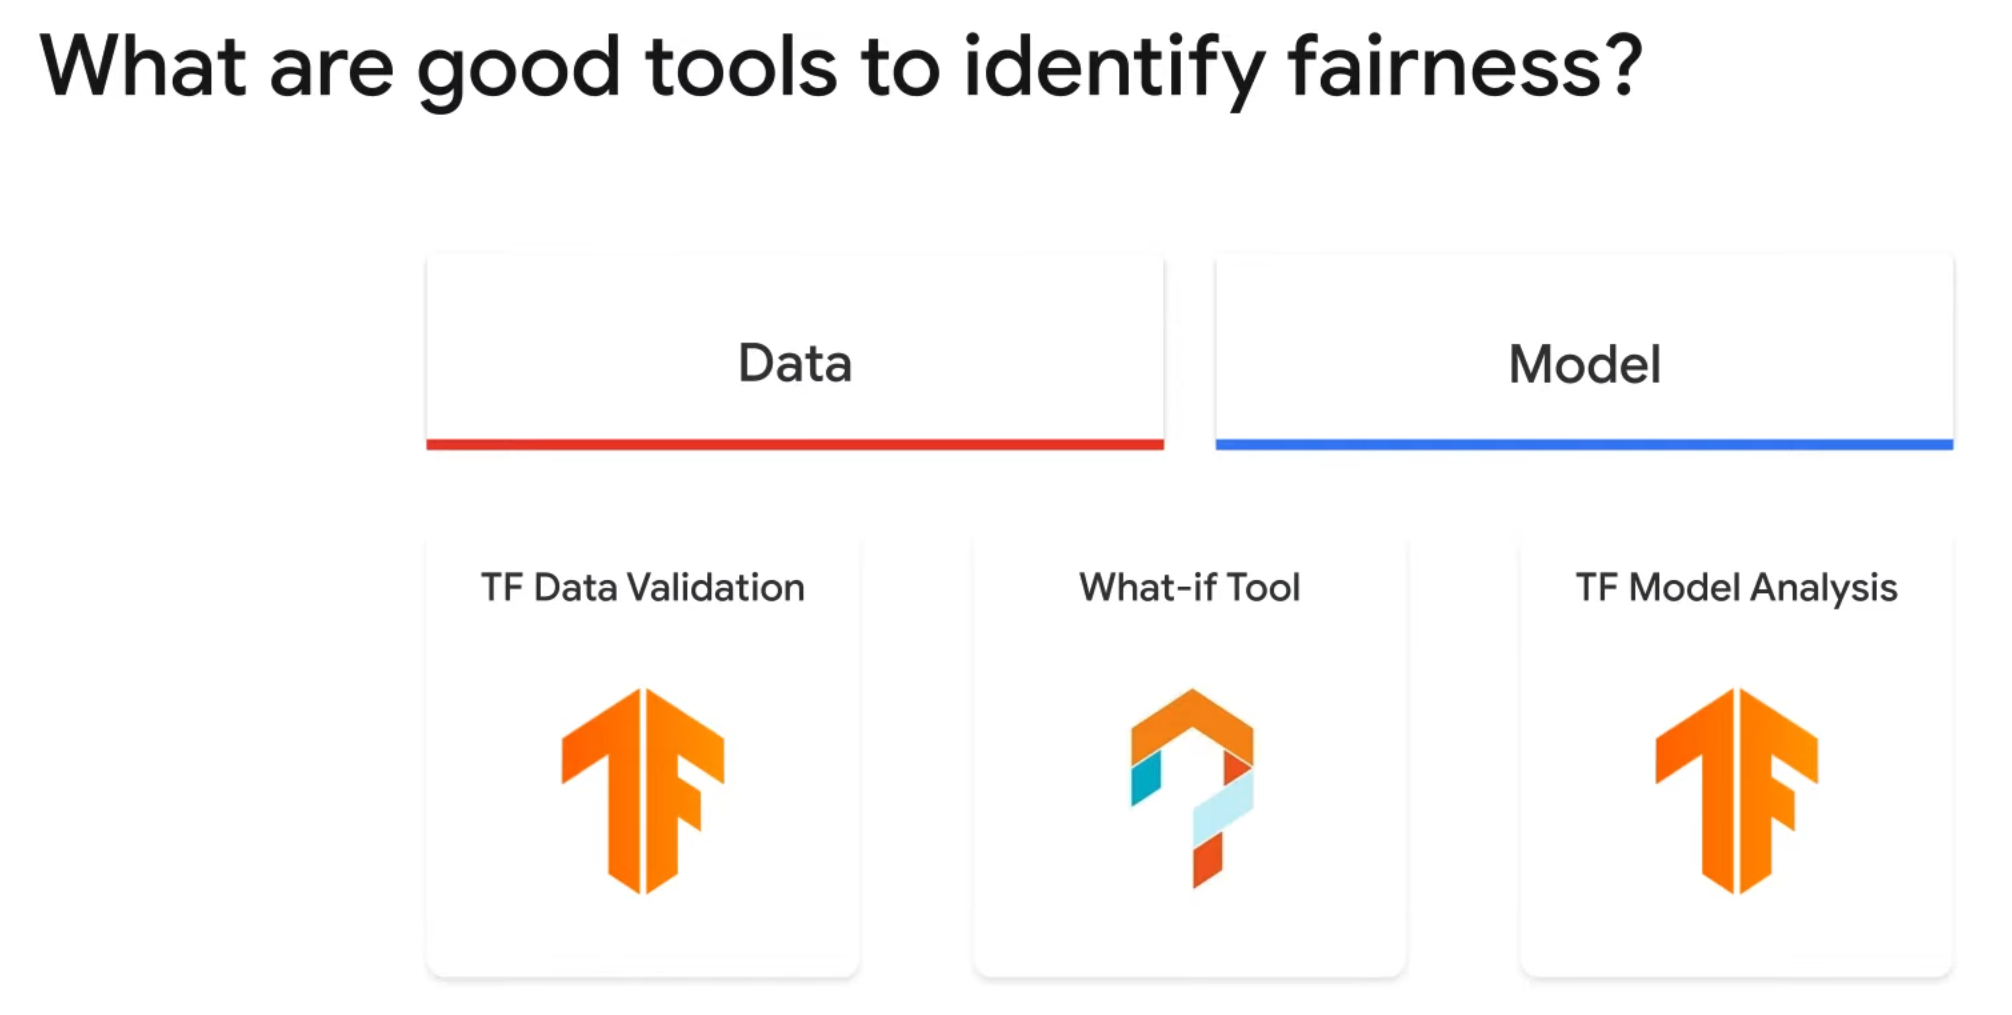 What are good tools to identify fairness?
Data
Model
TF Data Validation
What-if Tool
TF Model Analysis